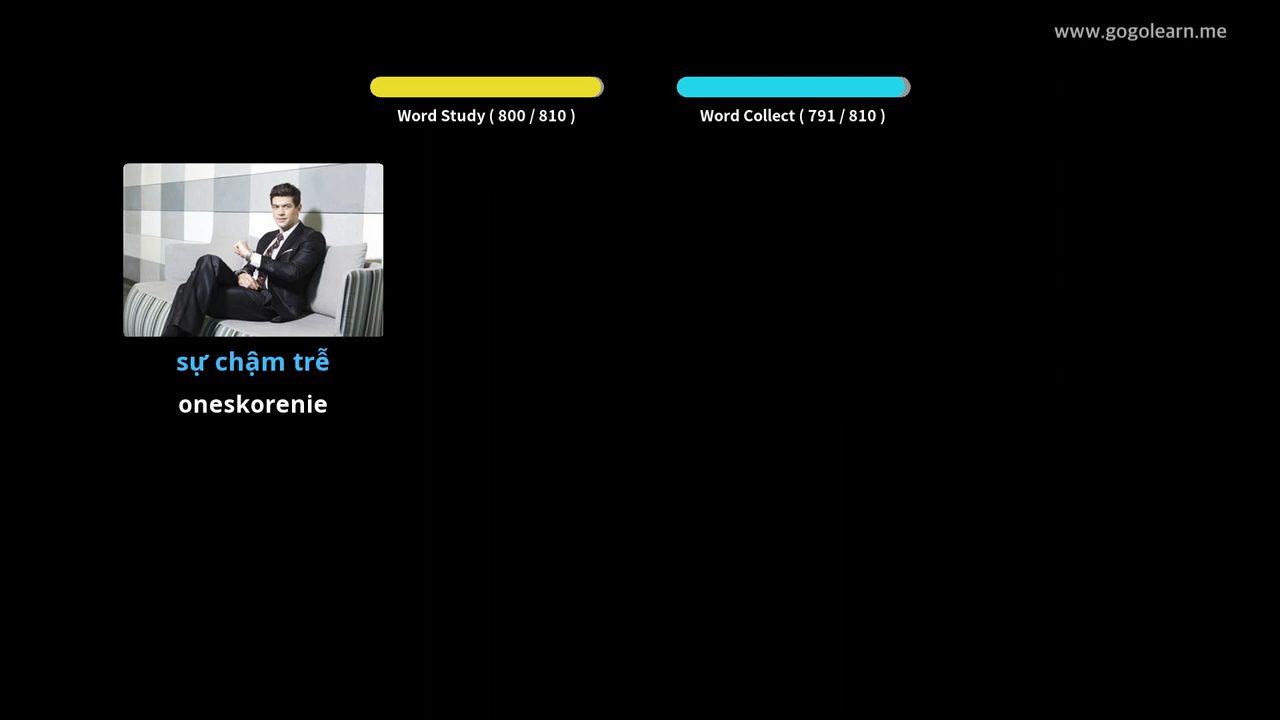 www.gogolearn.me
Word Study ( 800 / 810 )
Word Collect ( 791 / 810 )
sự chậm trễ
oneskorenie